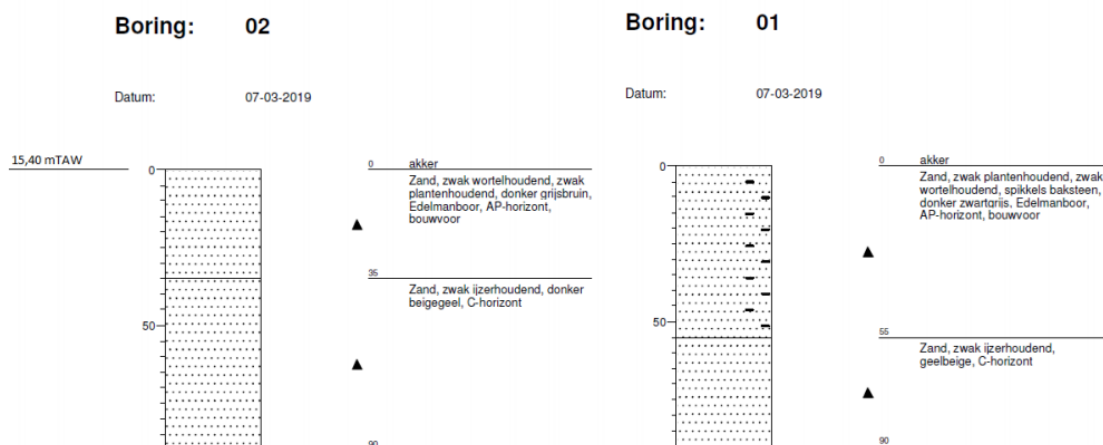 Boring: 02
Datum: 07-03-2019
15,40 mTAW
0
50
0 akker
Zand, zwak wortelhoudend, zwak
plantenhoudend, donker grijsbruin,
Edelmanboor, AP-horizont,
bouwvoor
35
Zand, zwak ijzerhoudend, donker
beigegeel, C-horizont
90
Boring: 01
Datum: 07-03-2019
0
50
0 akker
Zand, zwak plantenhoudend, zwak
wortelhoudend, spikkels baksteen,
donker zwartgrijs, Edelmanboor,
AP-horizont, bouwvoor
55
Zand, zwak ijzerhoudend,
geelbeige, C-horizont
90